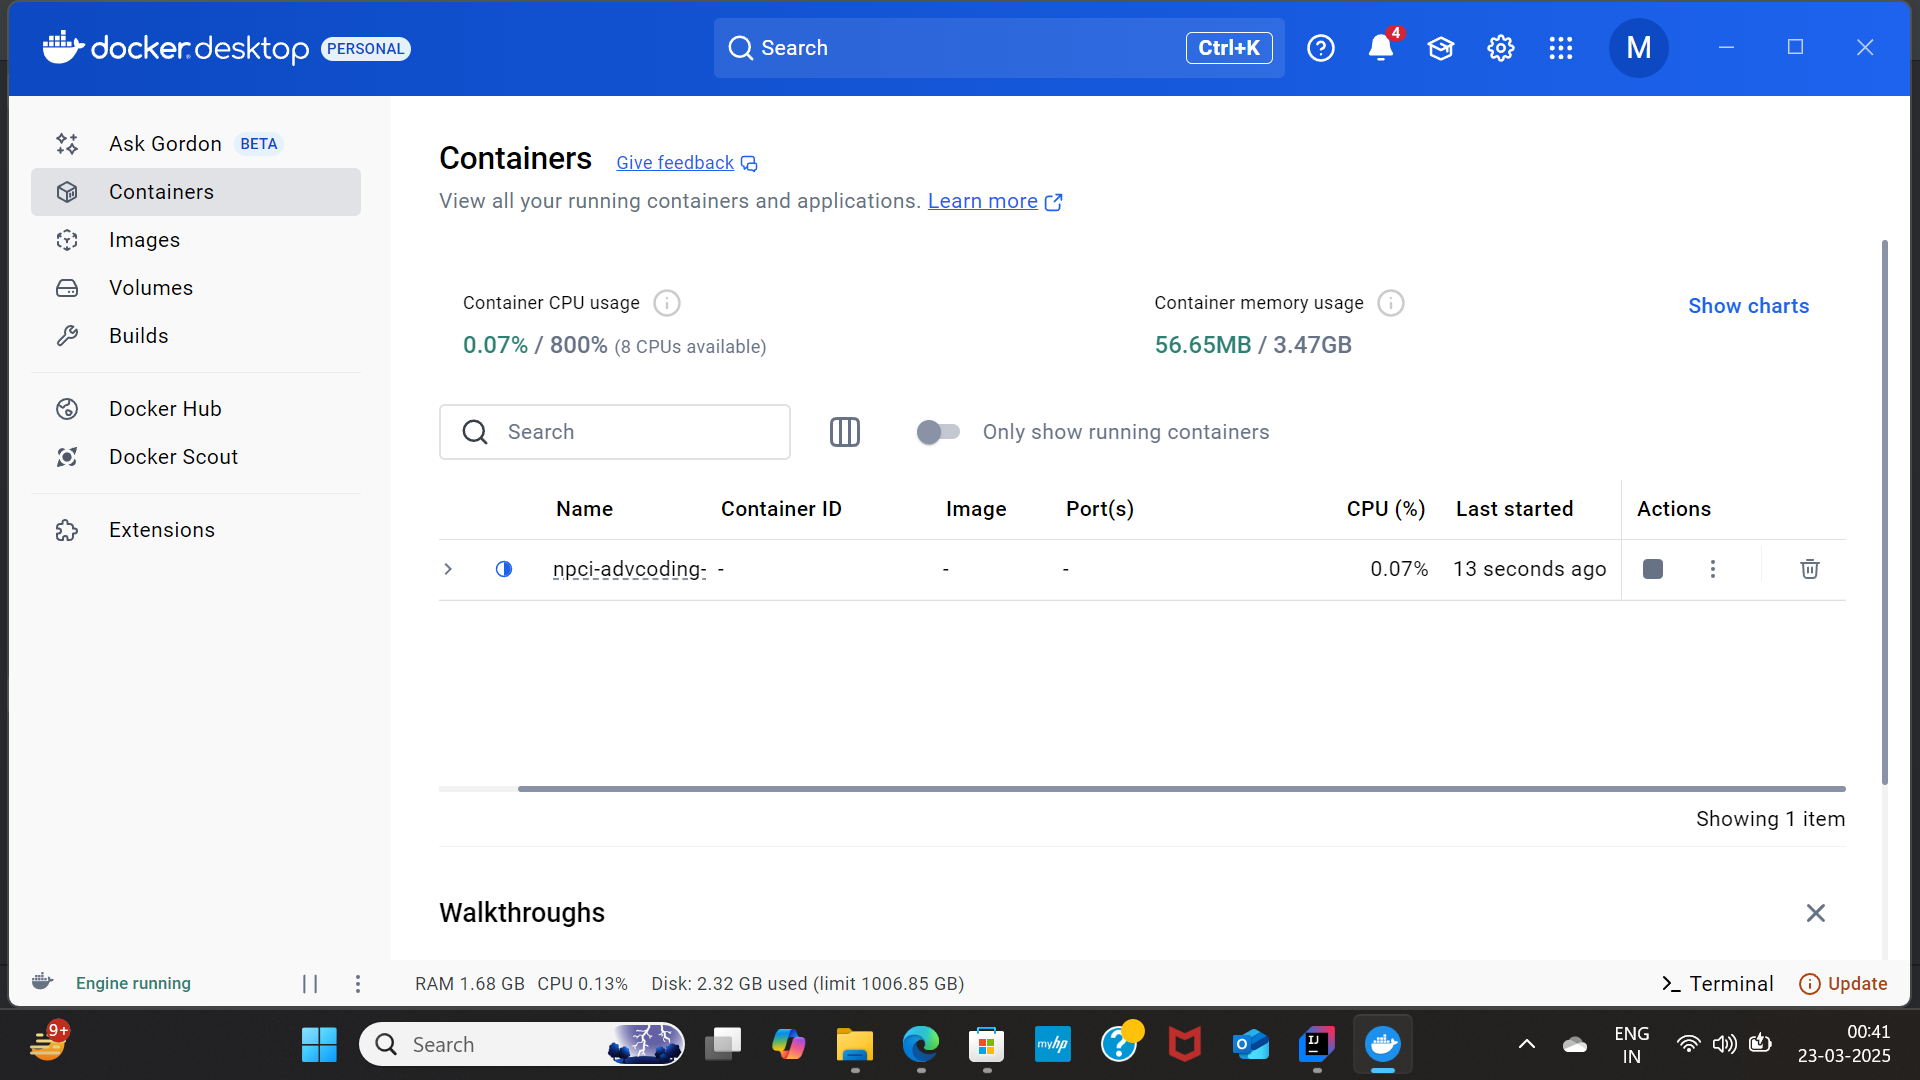 docker desktop PERSONAL
Search Ctrl+K
4
M
Ask Gordon BETA
Containers
Images
Volumes
Builds
Docker Hub
Docker Scout
Extensions
Containers Give feedback
View all your running containers and applications. Learn more
Container CPU usage
0.07% / 800% (8 CPUs available)
Container memory usage
56.65MB / 3.47GB
Show charts
Search
Only show running containers
Name Container ID Image Port(s) CPU (%) Last started Actions
npci-advcoding- - - - 0.07% 13 seconds ago
Showing 1 item
Walkthroughs
Engine running
RAM 1.68 GB CPU 0.13% Disk: 2.32 GB used (limit 1006.85 GB)
>_ Terminal
Update
9+
Search
myhp
IJ
ENG
IN
00:41
23-03-2025